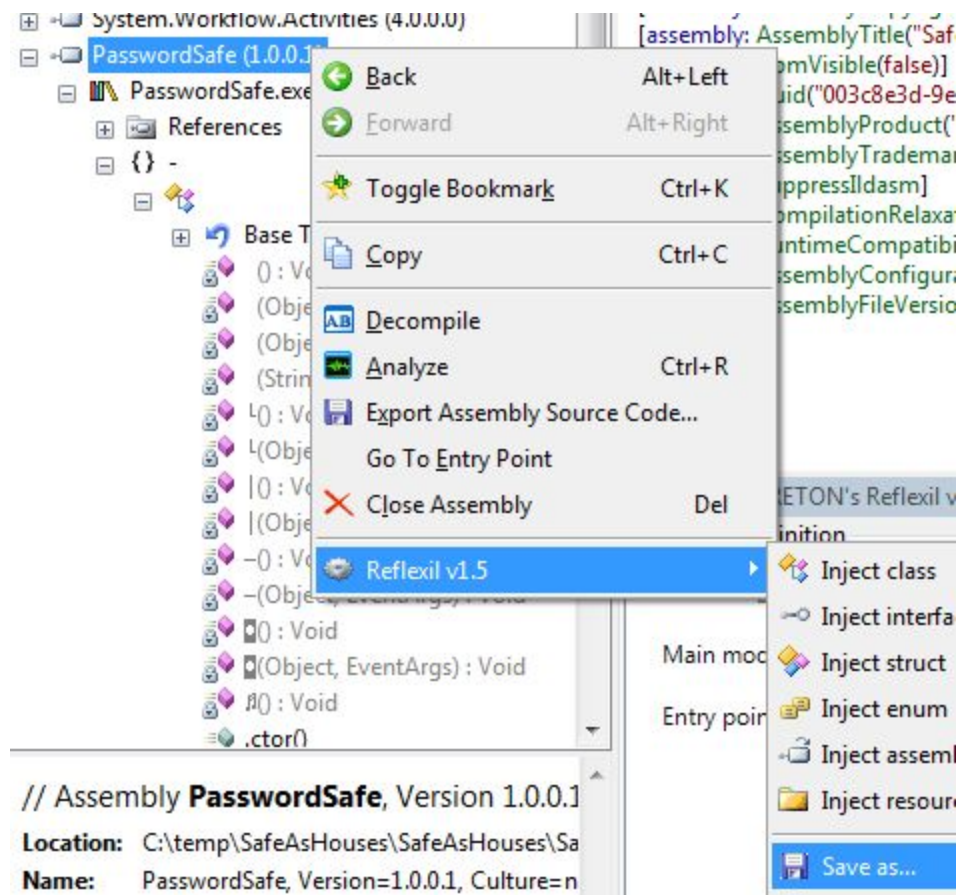 System.Workflow.Activities (4.0.0.0)
[assembly: AssemblyTitle("Saf
PasswordSafe (1.0.0.1)
PasswordSafe.exe
References
{} -
Base T
() : Vo
(Obje
(Obje
(Strin
└() : Vo
└(Obje
|() : Vo
|(Obje
–() : Vo
–(Object, EventArgs) : Void
◘() : Void
◘(Object, EventArgs) : Void
♬() : Void
.ctor()
Back Alt+Left
Forward Alt+Right
Toggle Bookmark Ctrl+K
Copy Ctrl+C
Decompile
Analyze Ctrl+R
Export Assembly Source Code...
Go To Entry Point
Close Assembly Del
Reflexil v1.5
omVisible(false)]
uid("003c8e3d-9e
ssemblyProduct("
ssemblyTrademar
uppressIldasm]
ompilationRelaxat
untimeCompatibi
ssemblyConfigura
ssemblyFileVersio
RETON's Reflexil v
inition
Main mod
Entry poin
Inject class
Inject interfa
Inject struct
Inject enum
Inject assembl
Inject resour
Save as...
// Assembly PasswordSafe, Version 1.0.0.1
Location: C:\temp\SafeAsHouses\SafeAsHouses\Sa
Name: PasswordSafe, Version=1.0.0.1, Culture=n